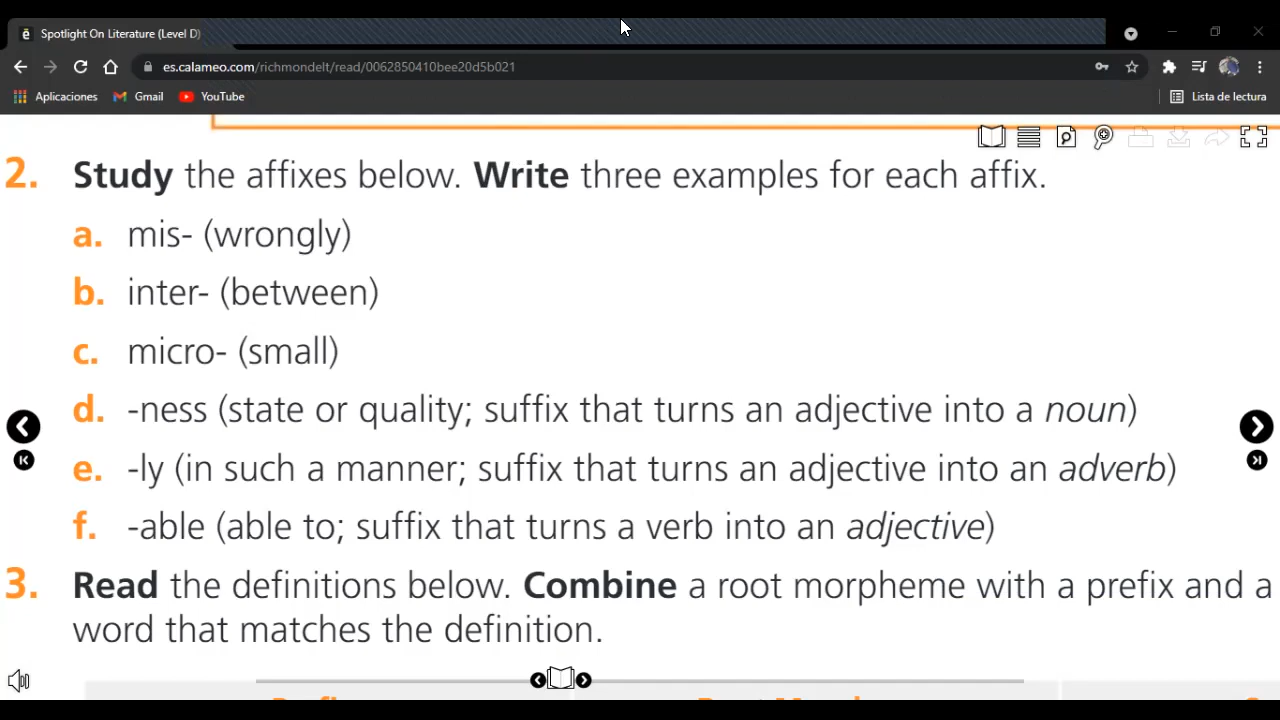 Spotlight On Literature (Level D)
es.calameo.com/richmondelt/read/0062850410bee20d5b021
Aplicaciones Gmail YouTube Lista de lectura
2. Study the affixes below. Write three examples for each affix.
a. mis- (wrongly)
b. inter- (between)
c. micro- (small)
d. -ness (state or quality; suffix that turns an adjective into a noun)
e. -ly (in such a manner; suffix that turns an adjective into an adverb)
f. -able (able to; suffix that turns a verb into an adjective)
3. Read the definitions below. Combine a root morpheme with a prefix and a
word that matches the definition.